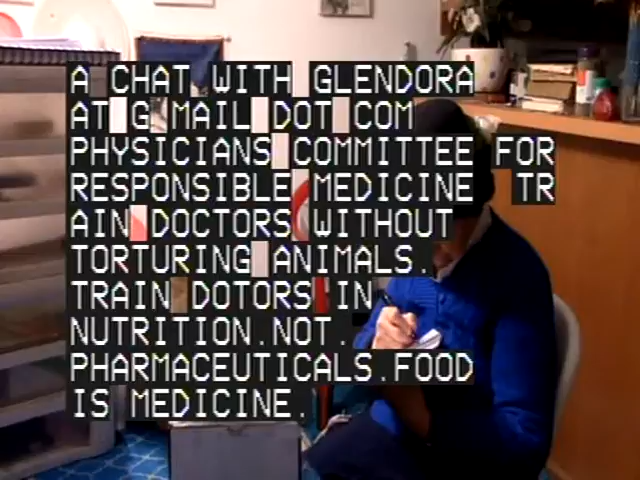 A CHAT WITH GLENDORA
AT G MAIL DOT COM
PHYSICIANS COMMITTEE FOR
RESPONSIBLE MEDICINE TR
AIN DOCTORS WITHOUT
TORTURING ANIMALS.
TRAIN DOTORS IN
NUTRITION.NOT.
PHARMACEUTICALS.FOOD
IS MEDICINE.